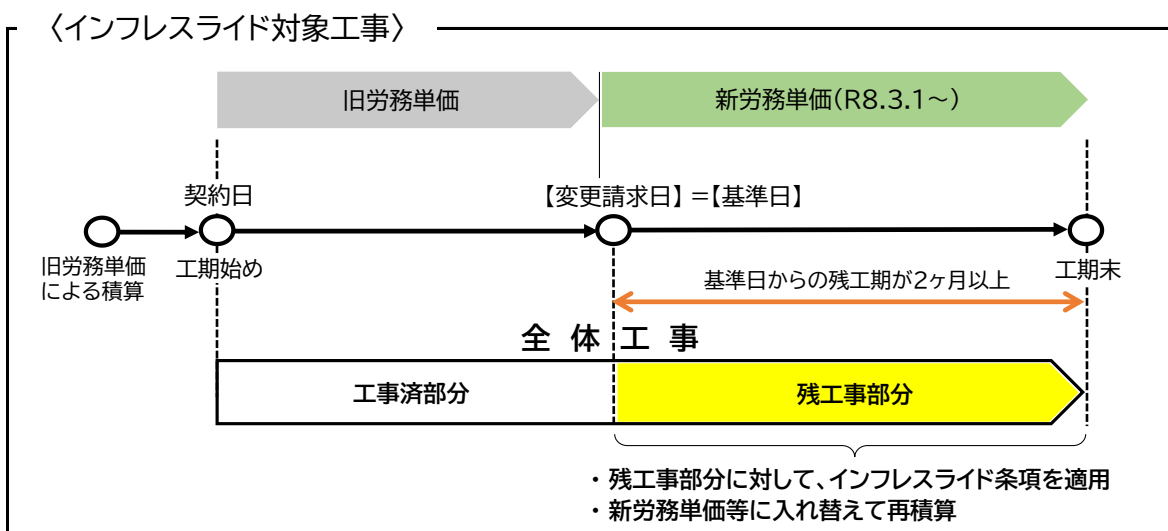 〈インフレスライド対象工事〉
旧労務単価
新労務単価(R8.3.1～)
契約日
【変更請求日】=【基準日】
旧労務単価
による積算
工期始め
工期末
基準日からの残工期が2ヶ月以上
全体工事
工事済部分
残工事部分
・残工事部分に対して、インフレスライド条項を適用
・新労務単価等に入れ替えて再積算